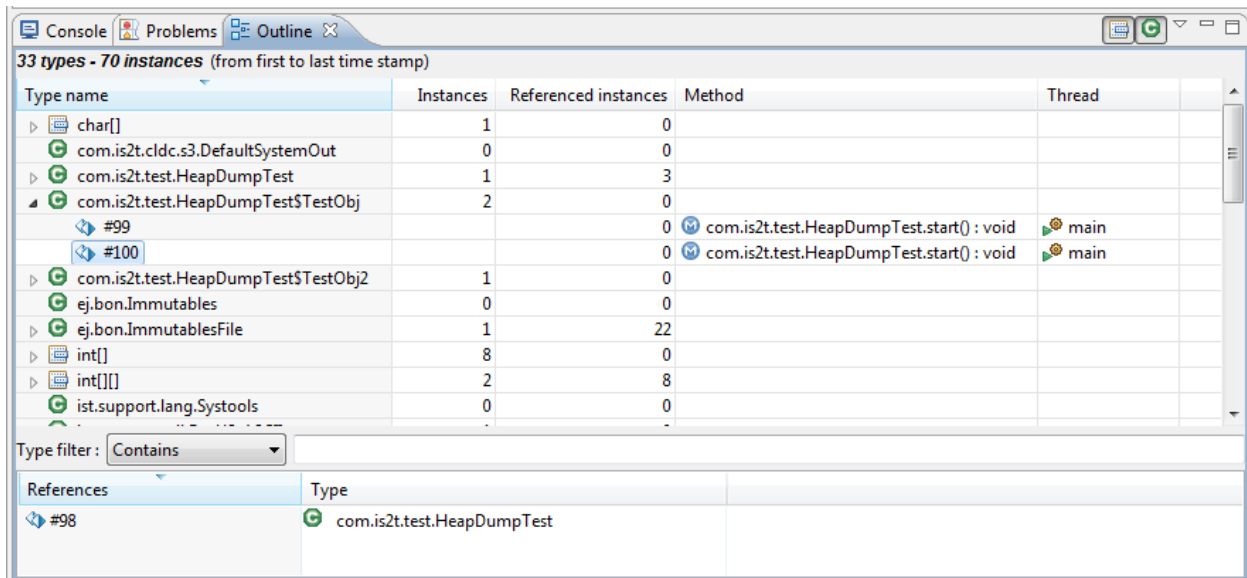 Console Problems Outline
33 types - 70 instances (from first to last time stamp)
Type name Instances Referenced instances Method Thread
char[] 1 0
com.is2t.cldc.s3.DefaultSystemOut 0 0
com.is2t.test.HeapDumpTest 1 3
com.is2t.test.HeapDumpTest$TestObj 2 0
#99 0 com.is2t.test.HeapDumpTest.start() : void main
#100 0 com.is2t.test.HeapDumpTest.start() : void main
com.is2t.test.HeapDumpTest$TestObj2 1 0
ej.bon.Immutables 0 0
ej.bon.ImmutablesFile 1 22
int[] 8 0
int[][] 2 8
ist.support.lang.Systools 0 0
Type filter : Contains
References Type
#98 com.is2t.test.HeapDumpTest